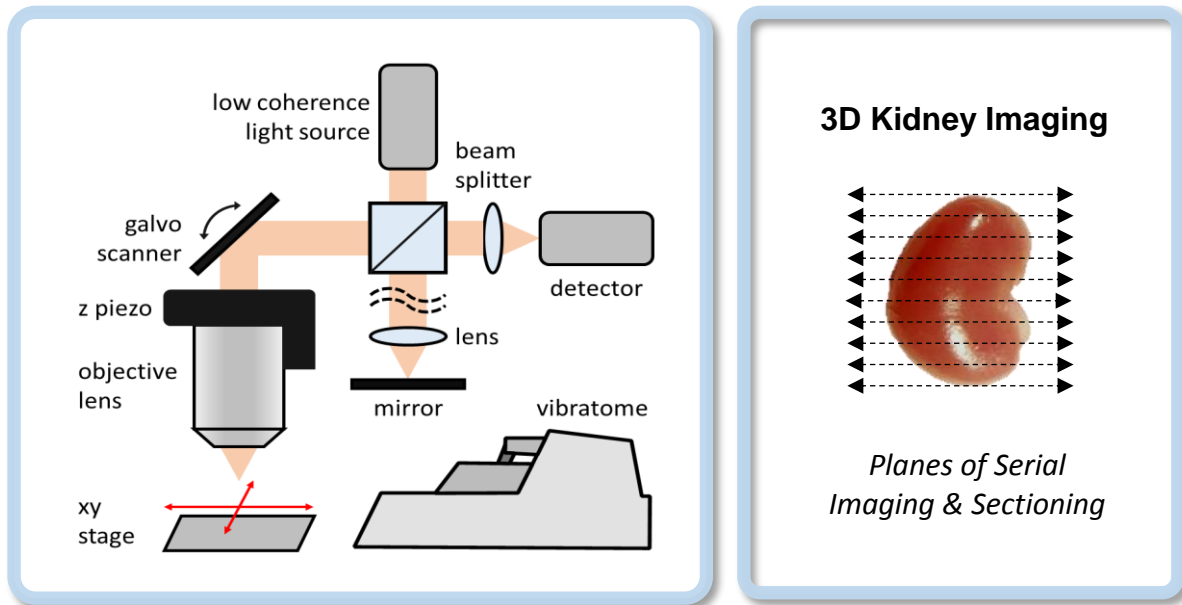 low coherence
light source
beam
splitter
galvo
scanner
detector
z piezo
lens
objective
lens
mirror
vibratome
xy
stage
3D Kidney Imaging
Planes of Serial
Imaging & Sectioning